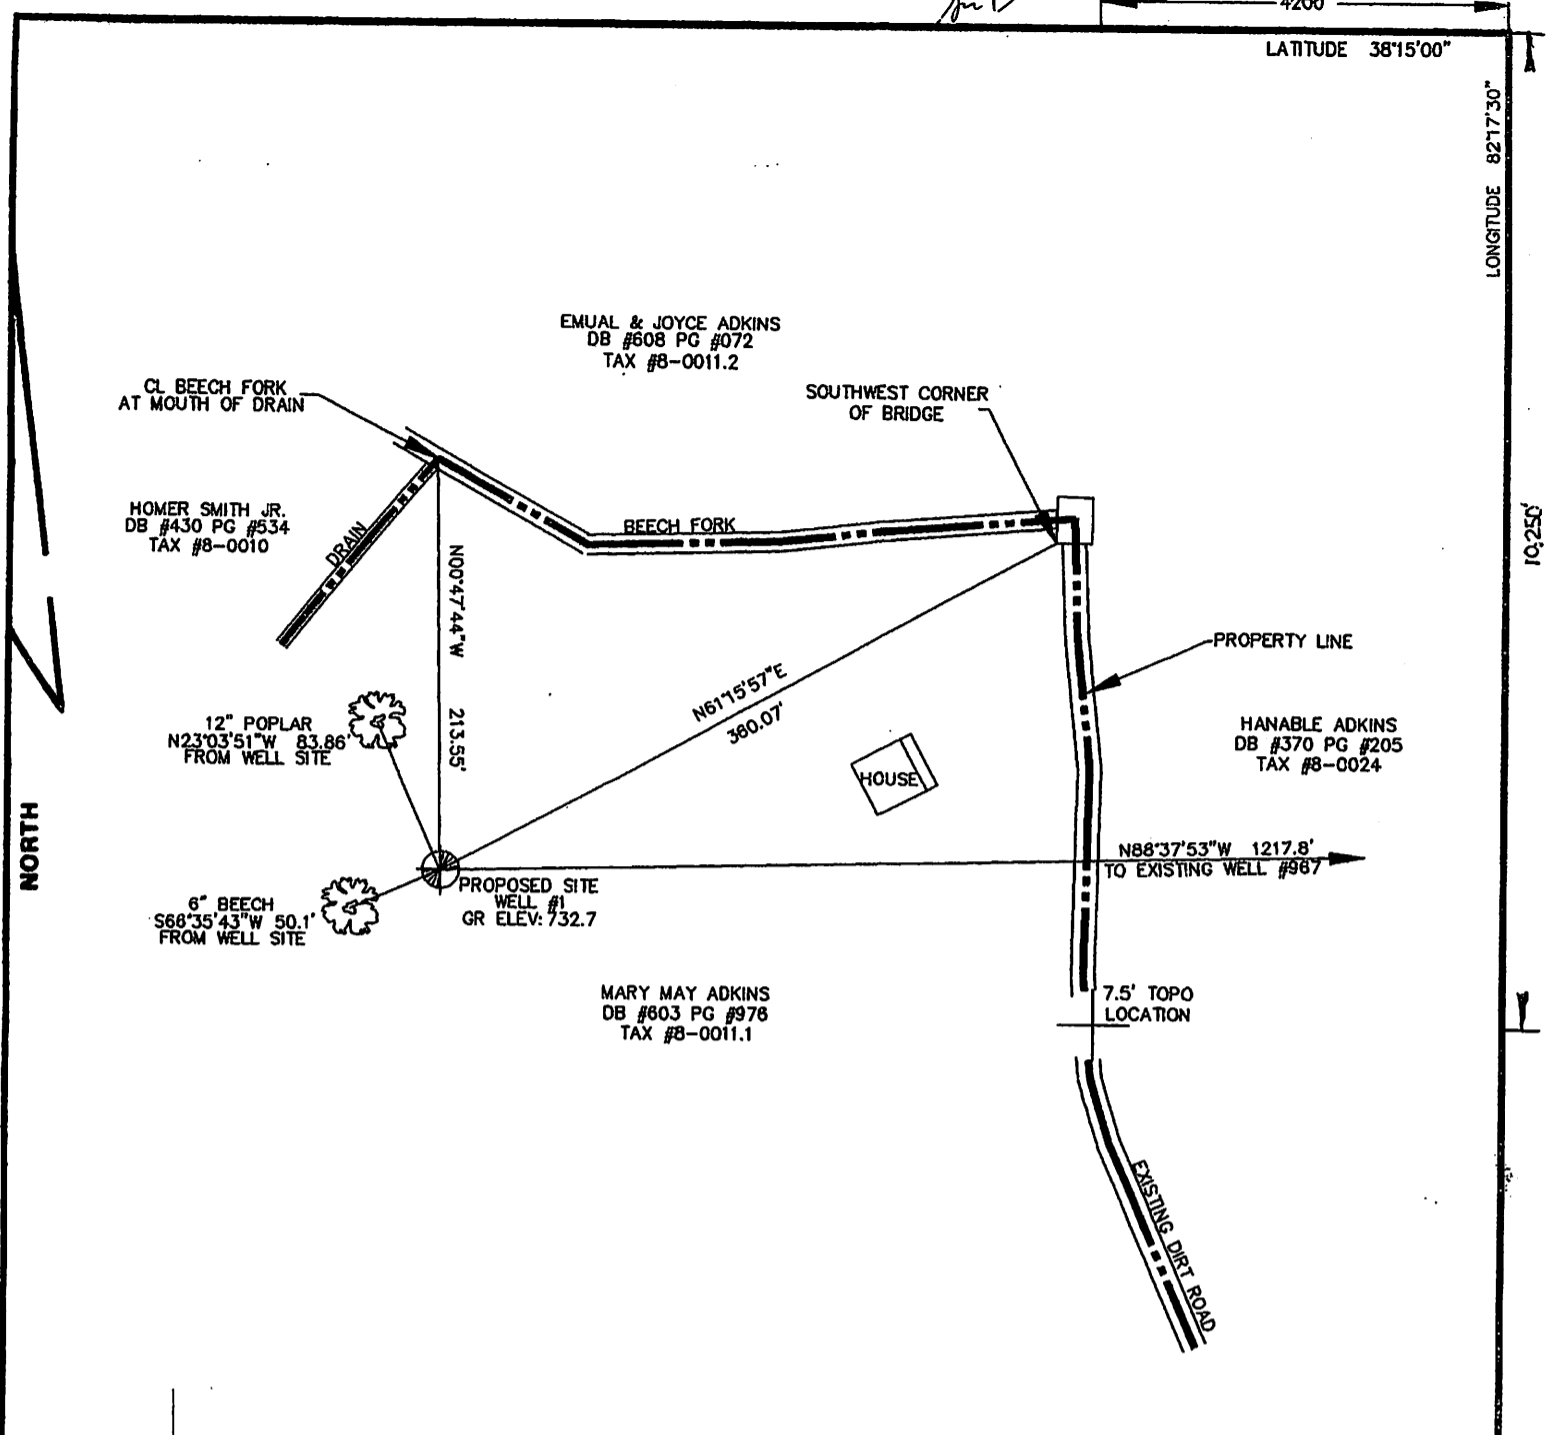 4200
LATITUDE 38°15'00"
LONGITUDE 82°17'30"
EMUAL & JOYCE ADKINS
DB #608 PG #072
TAX #8-0011.2
CL BEECH FORK
AT MOUTH OF DRAIN
SOUTHWEST CORNER
OF BRIDGE
HOMER SMITH JR.
DB #430 PG #534
TAX #8-0010
DRAIN
BEECH FORK
10,250'
N00°47'44"W 213.55'
N61°15'57"E
380.07'
PROPERTY LINE
12" POPLAR
N23°03'51"W 83.86'
FROM WELL SITE
HOUSE
HANABLE ADKINS
DB #370 PG #205
TAX #8-0024
NORTH
N88°37'53"W 1217.8'
TO EXISTING WELL #967
PROPOSED SITE
WELL #1
GR ELEV: 732.7
6" BEECH
S66°35'43"W 50.1'
FROM WELL SITE
MARY MAY ADKINS
DB #603 PG #976
TAX #8-0011.1
7.5' TOPO
LOCATION
EXISTING DIRT ROAD